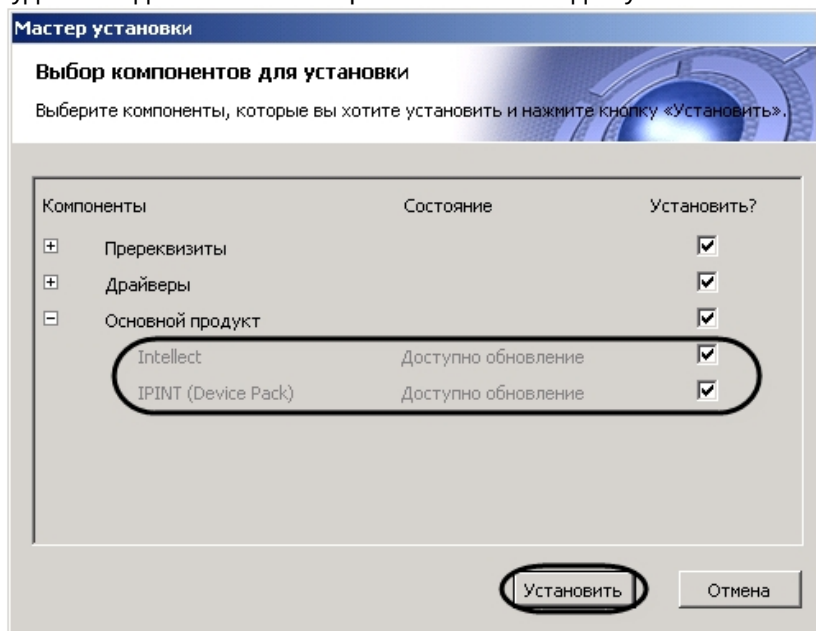 Мастер установки
Выбор компонентов для установки
Выберите компоненты, которые вы хотите установить и нажмите кнопку «Установить».
Компоненты Состояние Установить?
Пререквизиты
Драйверы
Основной продукт
Intellect Доступно обновление
IPINT (Device Pack) Доступно обновление
Установить Отмена